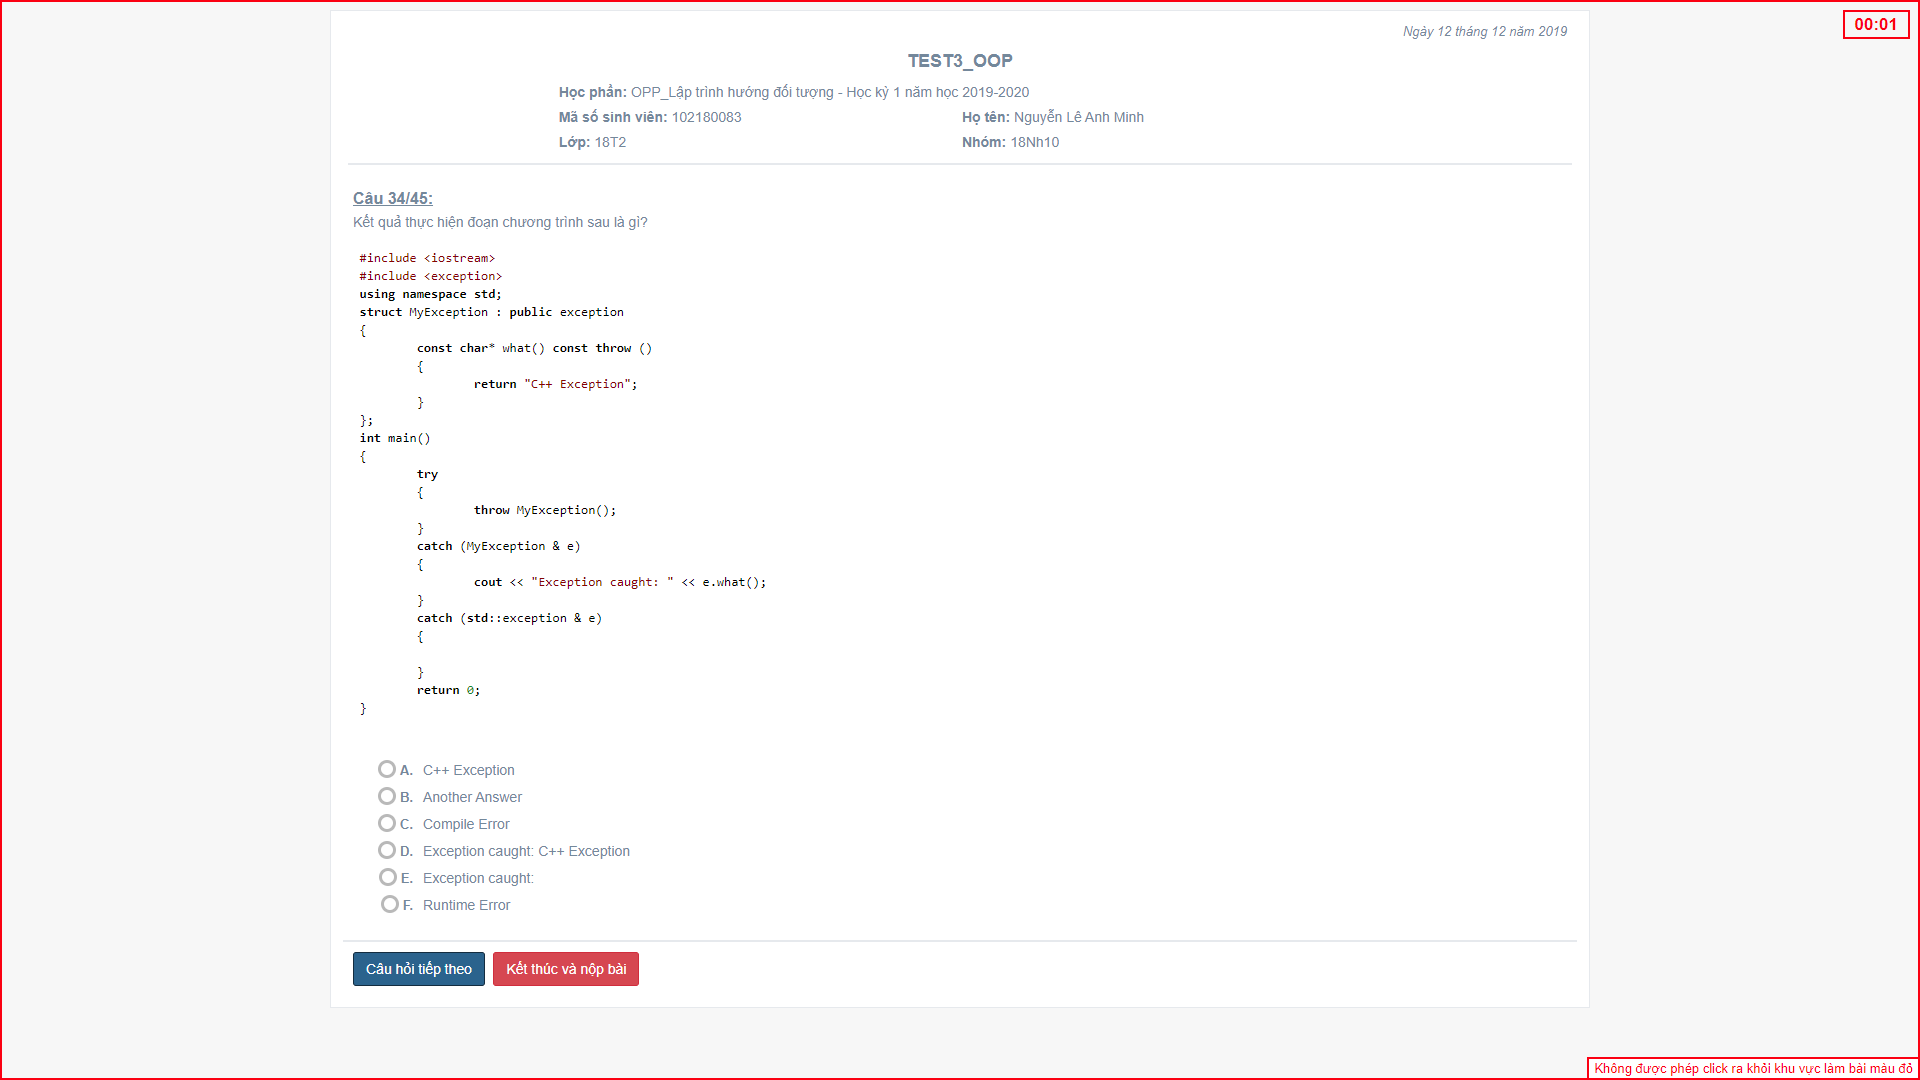 Ngày 12 tháng 12 năm 2019
00:01
TEST3_OOP
Học phần: OPP_Lập trình hướng đối tượng - Học kỳ 1 năm học 2019-2020
Mã số sinh viên: 102180083 Họ tên: Nguyễn Lê Anh Minh
Lớp: 18T2 Nhóm: 18Nh10
Câu 34/45:
Kết quả thực hiện đoạn chương trình sau là gì?
#include <iostream>
#include <exception>
using namespace std;
struct MyException : public exception
{
const char* what() const throw ()
{
return "C++ Exception";
}
};
int main()
{
try
{
throw MyException();
}
catch (MyException & e)
{
cout << "Exception caught: " << e.what();
}
catch (std::exception & e)
{
}
return 0;
}
A. C++ Exception
B. Another Answer
C. Compile Error
D. Exception caught: C++ Exception
E. Exception caught:
F. Runtime Error
Câu hỏi tiếp theo Kết thúc và nộp bài
Không được phép click ra khỏi khu vực làm bài màu đỏ